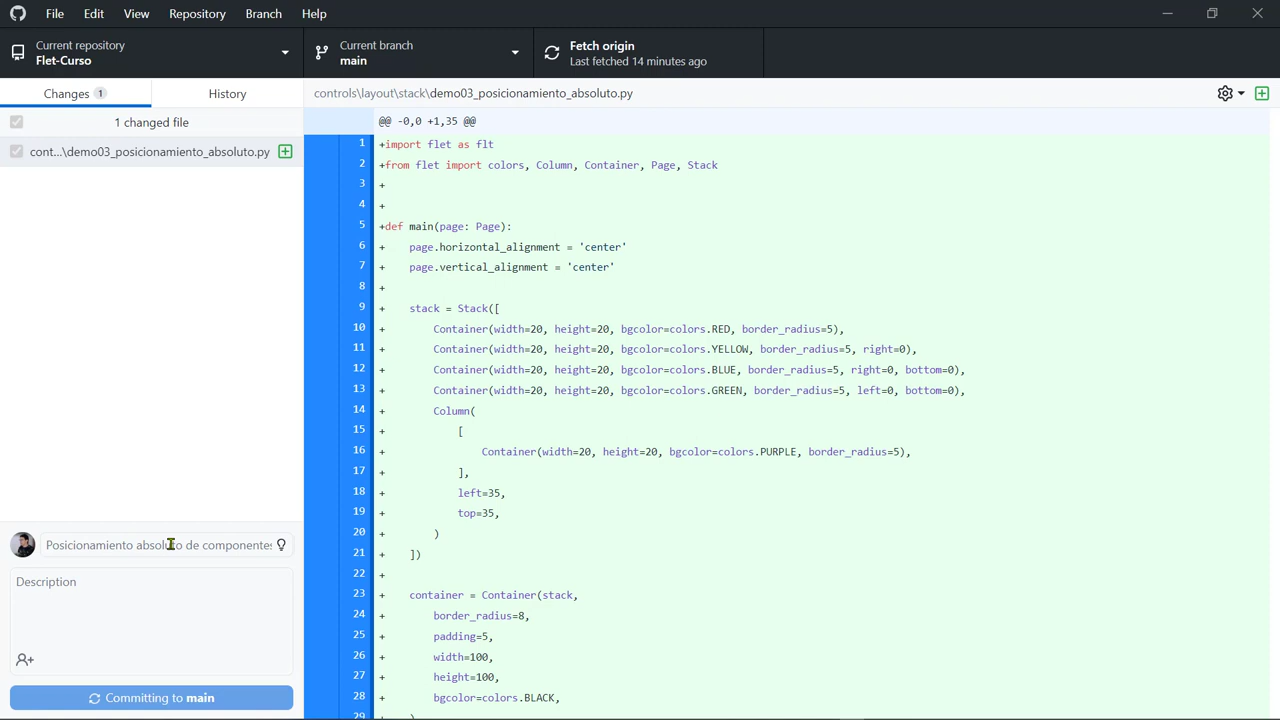 File Edit View Repository Branch Help
Current repository
Flet-Curso
Current branch
main
Fetch origin
Last fetched 14 minutes ago
Changes 1
History
controls\layout\stack\demo03_posicionamiento_absoluto.py
1 changed file
cont...\demo03_posicionamiento_absoluto.py
@@ -0,0 +1,35 @@
1 +import flet as flt
2 +from flet import colors, Column, Container, Page, Stack
3 +
4 +
5 +def main(page: Page):
6 +    page.horizontal_alignment = 'center'
7 +    page.vertical_alignment = 'center'
8 +
9 +    stack = Stack([
10 +        Container(width=20, height=20, bgcolor=colors.RED, border_radius=5),
11 +        Container(width=20, height=20, bgcolor=colors.YELLOW, border_radius=5, right=0),
12 +        Container(width=20, height=20, bgcolor=colors.BLUE, border_radius=5, right=0, bottom=0),
13 +        Container(width=20, height=20, bgcolor=colors.GREEN, border_radius=5, left=0, bottom=0),
14 +        Column(
15 +            [
16 +                Container(width=20, height=20, bgcolor=colors.PURPLE, border_radius=5),
17 +            ],
18 +            left=35,
19 +            top=35,
20 +        )
21 +    ])
22 +
23 +    container = Container(stack,
24 +        border_radius=8,
25 +        padding=5,
26 +        width=100,
27 +        height=100,
28 +        bgcolor=colors.BLACK,
29 +    )
Posicionamiento absoluto de componentes
Description
Committing to main